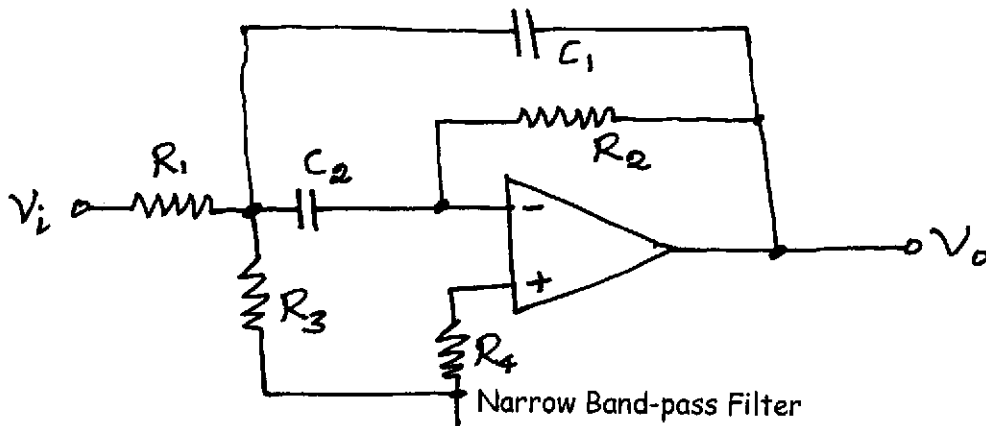 C₁
R₂
R₁
C₂
Vᵢ
-
Vₒ
+
R₃
R₄
Narrow Band-pass Filter